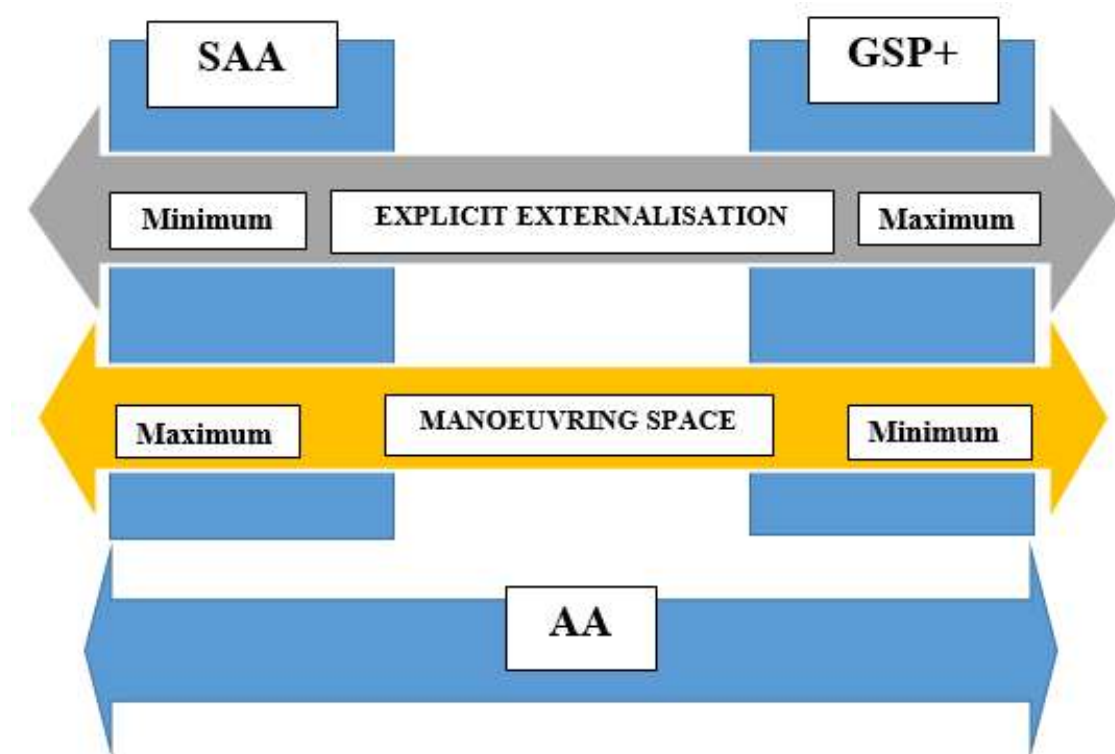 SAA
GSP+
Minimum
EXPLICIT EXTERNALISATION
Maximum
Maximum
MANOEUVRING SPACE
Minimum
AA